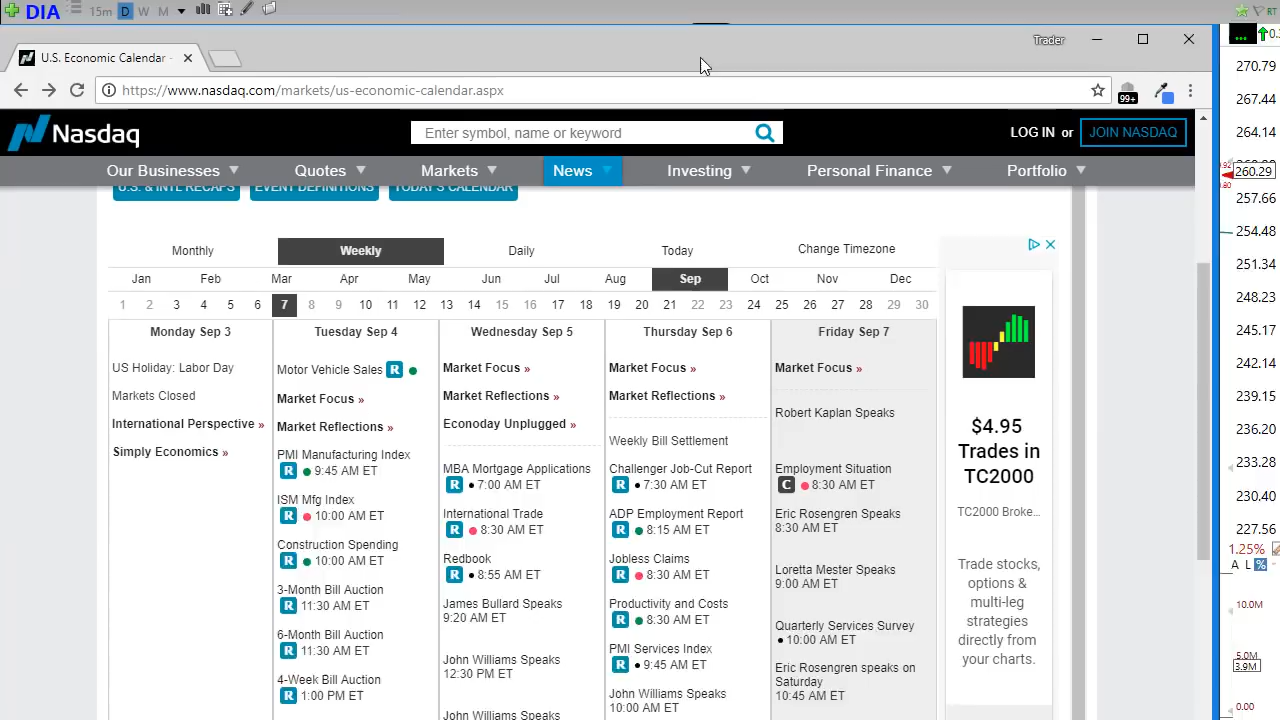 DIA
15m D W M
RT
U.S. Economic Calendar -
Trader
https://www.nasdaq.com/markets/us-economic-calendar.aspx
99+
Nasdaq
Enter symbol, name or keyword
LOG IN or JOIN NASDAQ
Our Businesses Quotes Markets News Investing Personal Finance Portfolio
U.S. & INTL RECAPS EVENT DEFINITIONS TODAY'S CALENDAR
Monthly Weekly Daily Today Change Timezone
Jan Feb Mar Apr May Jun Jul Aug Sep Oct Nov Dec
1 2 3 4 5 6 7 8 9 10 11 12 13 14 15 16 17 18 19 20 21 22 23 24 25 26 27 28 29 30
Monday Sep 3
US Holiday: Labor Day
Markets Closed
International Perspective »
Simply Economics »
Tuesday Sep 4
Motor Vehicle Sales R
Market Focus »
Market Reflections »
PMI Manufacturing Index
R 9:45 AM ET
ISM Mfg Index
R 10:00 AM ET
Construction Spending
R 10:00 AM ET
3-Month Bill Auction
R 11:30 AM ET
6-Month Bill Auction
R 11:30 AM ET
4-Week Bill Auction
R 1:00 PM ET
Wednesday Sep 5
Market Focus »
Market Reflections »
Econoday Unplugged »
MBA Mortgage Applications
R 7:00 AM ET
International Trade
R 8:30 AM ET
Redbook
R 8:55 AM ET
James Bullard Speaks
9:20 AM ET
John Williams Speaks
12:30 PM ET
John Williams Speaks
Thursday Sep 6
Market Focus »
Market Reflections »
Weekly Bill Settlement
Challenger Job-Cut Report
R 7:30 AM ET
ADP Employment Report
R 8:15 AM ET
Jobless Claims
R 8:30 AM ET
Productivity and Costs
R 8:30 AM ET
PMI Services Index
R 9:45 AM ET
John Williams Speaks
10:00 AM ET
Friday Sep 7
Market Focus »
Robert Kaplan Speaks
Employment Situation
C 8:30 AM ET
Eric Rosengren Speaks
8:30 AM ET
Loretta Mester Speaks
9:00 AM ET
Quarterly Services Survey
10:00 AM ET
Eric Rosengren speaks on
Saturday
10:45 AM ET
$4.95
Trades in
TC2000
TC2000 Broke...
Trade stocks,
options &
multi-leg
strategies
directly from
your charts.
270.79
267.44
264.14
260.29
257.66
254.48
251.34
248.23
245.17
242.14
239.15
236.20
233.28
230.40
227.56
1.25%
A L %
10.0M
5.0M
3.9M
0.00